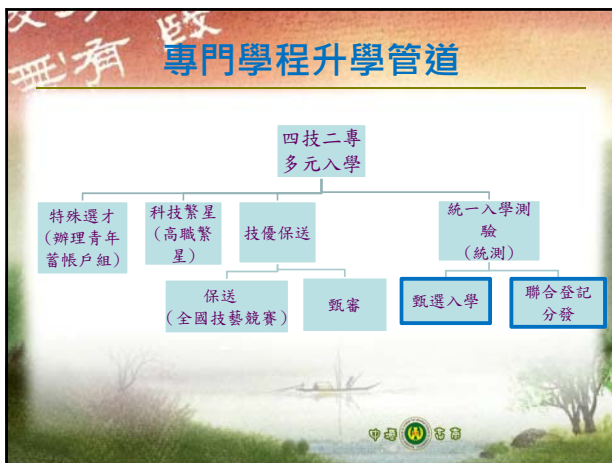 專門學程升學管道
四技二專
多元入學
特殊選才
(辦理青年
蓄帳戶組)
科技繁星
(高職繁
星)
技優保送
統一入學測
驗
(統測)
保送
(全國技藝競賽)
甄審
甄選入學
聯合登記
分發